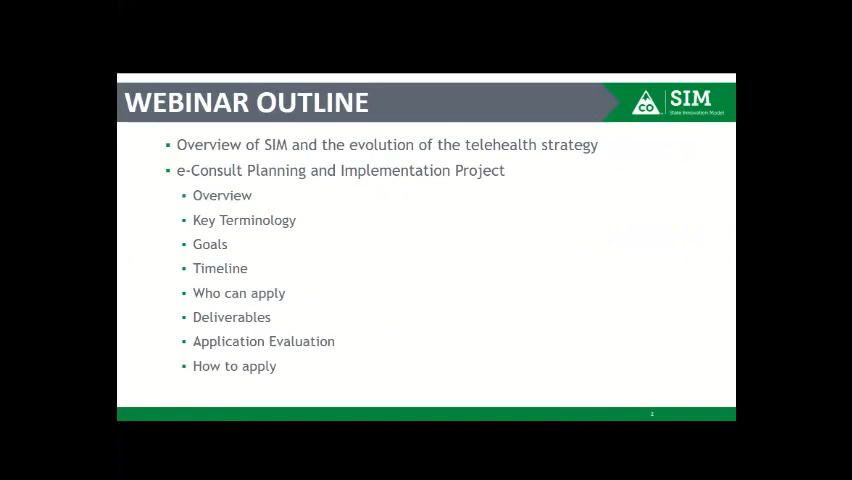 WEBINAR OUTLINE
CO
SIM
State Innovation Model
▪ Overview of SIM and the evolution of the telehealth strategy
▪ e-Consult Planning and Implementation Project
▪ Overview
▪ Key Terminology
▪ Goals
▪ Timeline
▪ Who can apply
▪ Deliverables
▪ Application Evaluation
▪ How to apply
2